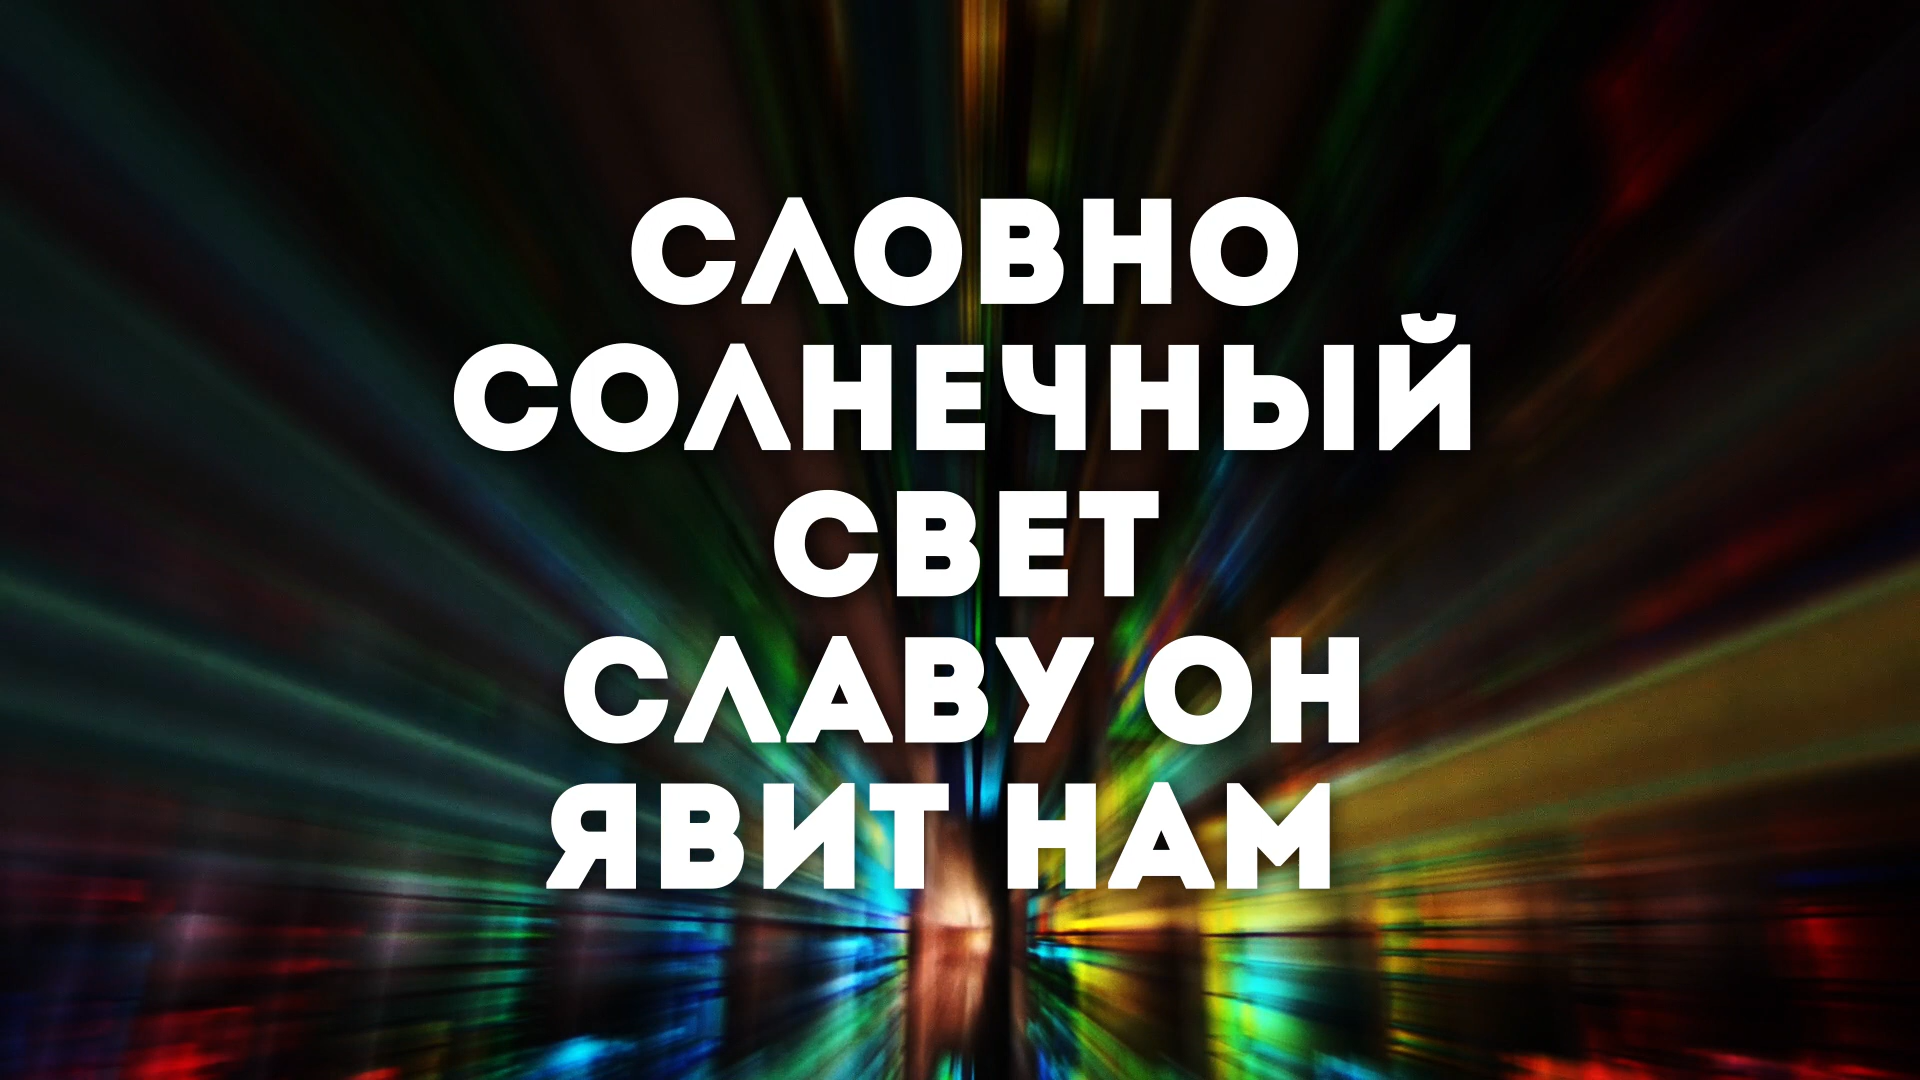 СЛОВНО
СОЛНЕЧНЫЙ
СВЕТ
СЛАВУ ОН
ЯВИТ НАМ